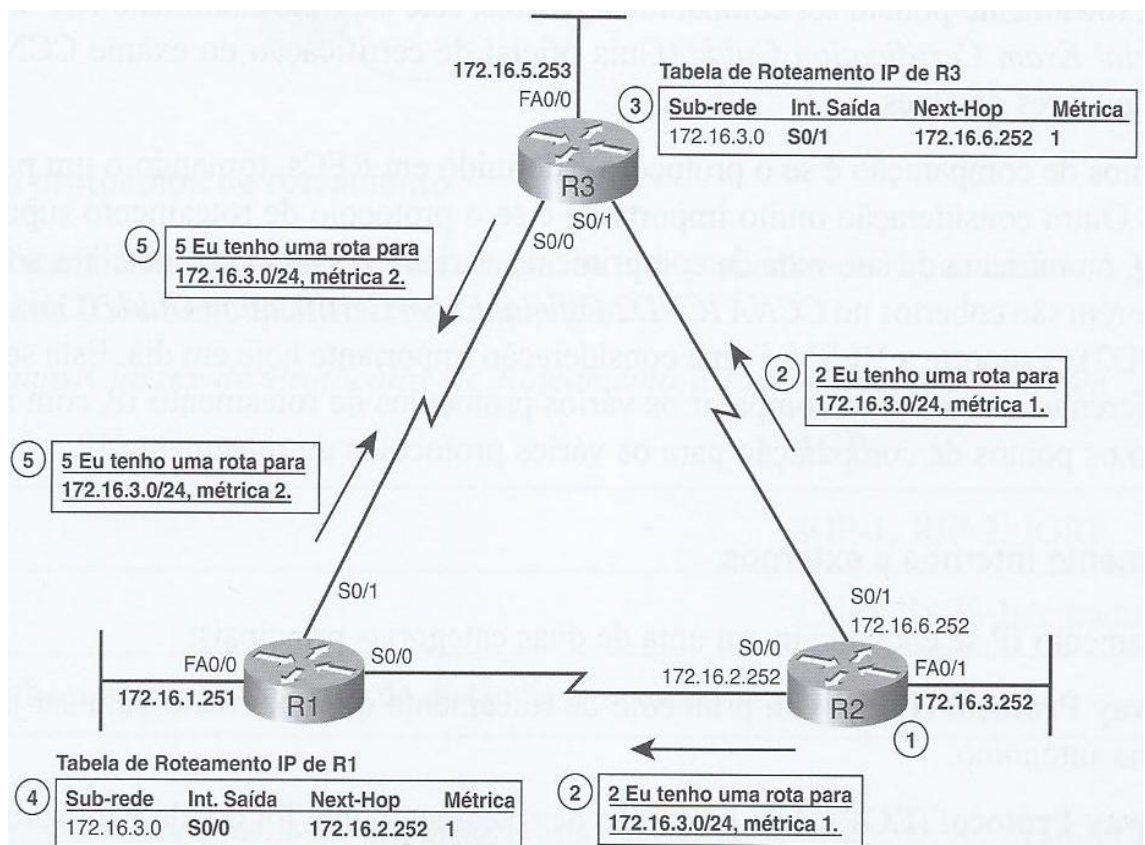 172.16.5.253
FA0/0
R3
S0/1
S0/0
Tabela de Roteamento IP de R3
3
Sub-rede Int. Saída Next-Hop Métrica
172.16.3.0 S0/1 172.16.6.252 1
5
5 Eu tenho uma rota para
172.16.3.0/24, métrica 2.
2
2 Eu tenho uma rota para
172.16.3.0/24, métrica 1.
5
5 Eu tenho uma rota para
172.16.3.0/24, métrica 2.
S0/1
FA0/0
S0/0
172.16.1.251
R1
S0/1
172.16.6.252
S0/0
172.16.2.252
FA0/1
172.16.3.252
R2
1
Tabela de Roteamento IP de R1
4
Sub-rede Int. Saída Next-Hop Métrica
172.16.3.0 S0/0 172.16.2.252
2
2 Eu tenho uma rota para
172.16.3.0/24, métrica 1.